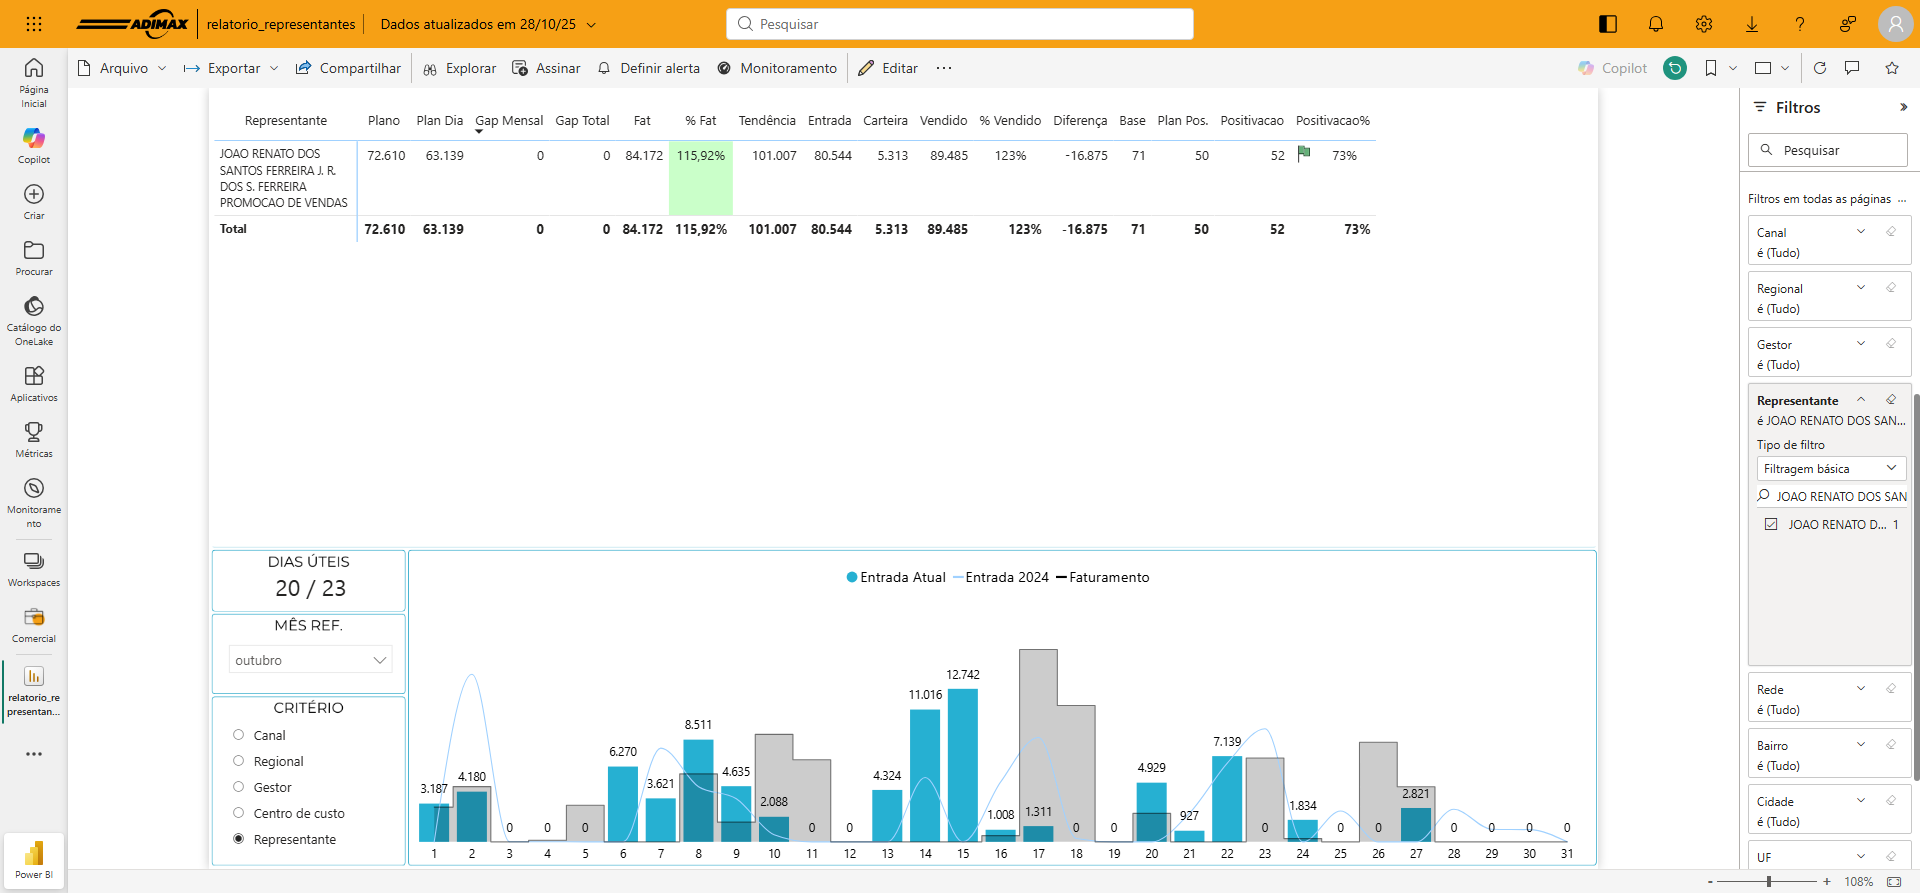 ADIMAX
relatorio_representantes
Dados atualizados em 28/10/25
Pesquisar
Arquivo
Exportar
Compartilhar
Explorar
Assinar
Definir alerta
Monitoramento
Editar
Copilot
Página
Inicial
Copilot
Criar
Procurar
Catálogo do
OneLake
Aplicativos
Métricas
Monitorame
nto
Workspaces
Comercial
relatorio_re
presentan...
Power BI
Representante Plano Plan Dia Gap Mensal Gap Total Fat % Fat Tendência Entrada Carteira Vendido % Vendido Diferença Base Plan Pos. Positivacao Positivacao%
JOAO RENATO DOS SANTOS FERREIRA J. R. DOS S. FERREIRA PROMOCAO DE VENDAS 72.610 63.139 0 0 84.172 115,92% 101.007 80.544 5.313 89.485 123% -16.875 71 50 52 73%
Total 72.610 63.139 0 0 84.172 115,92% 101.007 80.544 5.313 89.485 123% -16.875 71 50 52 73%
DIAS ÚTEIS
20 / 23
MÊS REF.
outubro
CRITÉRIO
Canal
Regional
Gestor
Centro de custo
Representante
Entrada Atual Entrada 2024 Faturamento
3.187 4.180 0 0 0 6.270 3.621 8.511 4.635 2.088 0 0 4.324 11.016 12.742 1.008 1.311 0 0 4.929 927 7.139 0 1.834 0 0 2.821 0 0 0 0
1 2 3 4 5 6 7 8 9 10 11 12 13 14 15 16 17 18 19 20 21 22 23 24 25 26 27 28 29 30 31
Filtros
Pesquisar
Filtros em todas as páginas ...
Canal
é (Tudo)
Regional
é (Tudo)
Gestor
é (Tudo)
Representante
é JOAO RENATO DOS SAN...
Tipo de filtro
Filtragem básica
JOAO RENATO DOS SAN
JOAO RENATO D... 1
Rede
é (Tudo)
Bairro
é (Tudo)
Cidade
é (Tudo)
UF
- + 108%